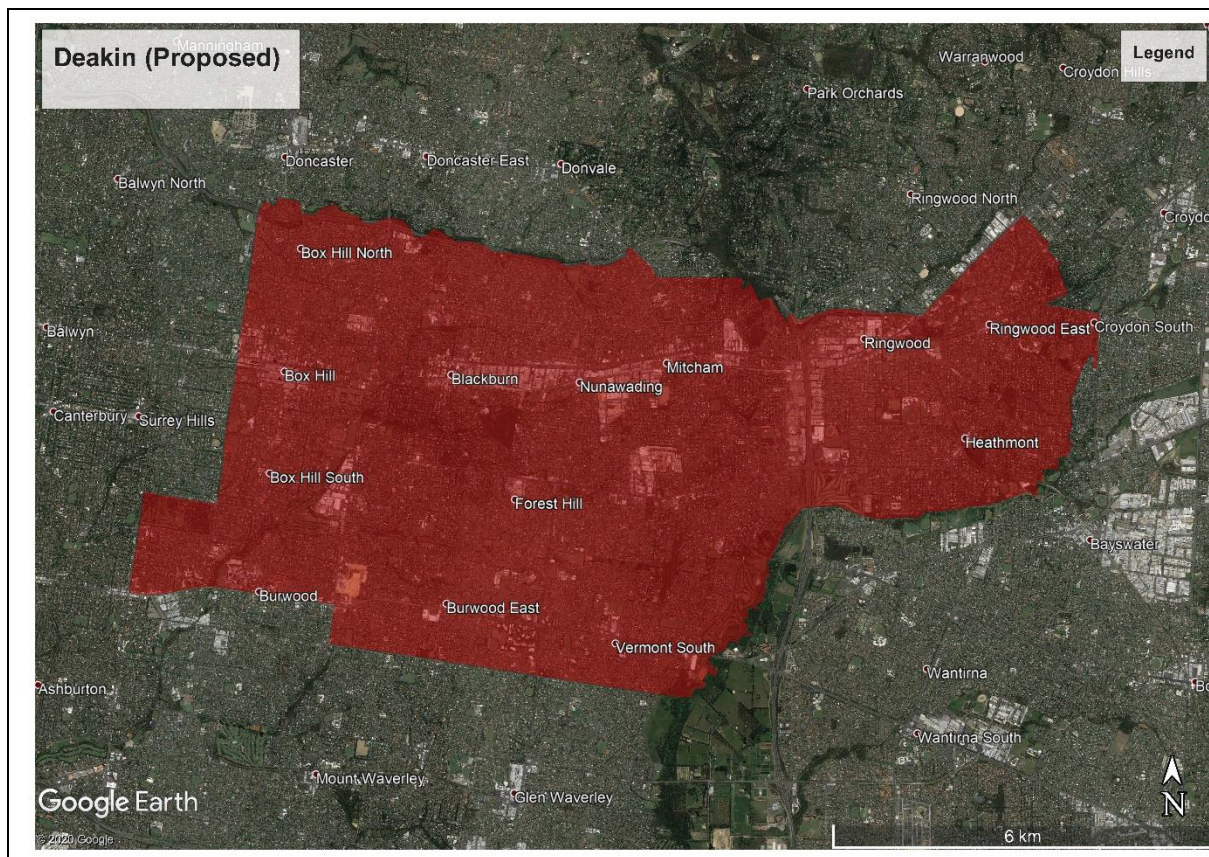 Manningham
Deakin (Proposed)
Legend
Warranwood
Croydon Hills
Park Orchards
Doncaster
Doncaster East
Donvale
Balwyn North
Ringwood North
Croydo
Box Hill North
Balwyn
Ringwood East
Croydon South
Ringwood
Mitcham
Box Hill
Blackburn
Nunawading
Canterbury
Surrey Hills
Heathmont
Box Hill South
Forest Hill
Bayswater
Burwood
Burwood East
Vermont South
Wantirna
Ashburton
Bo
Wantirna South
Mount Waverley
Glen Waverley
Google Earth
N
© 2020 Google
6 km